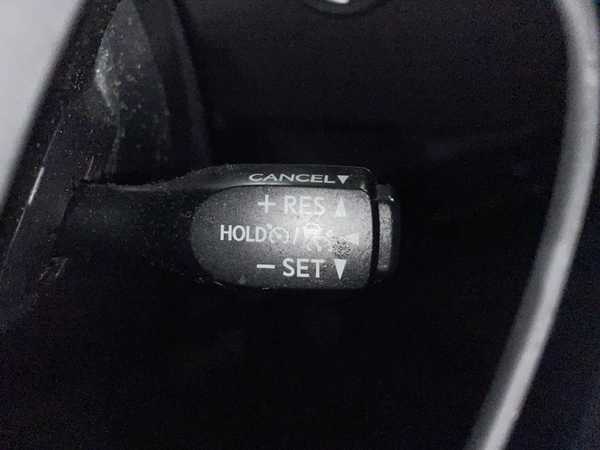 CANCEL▼
+ RES ▲
HOLD /
− SET ▼